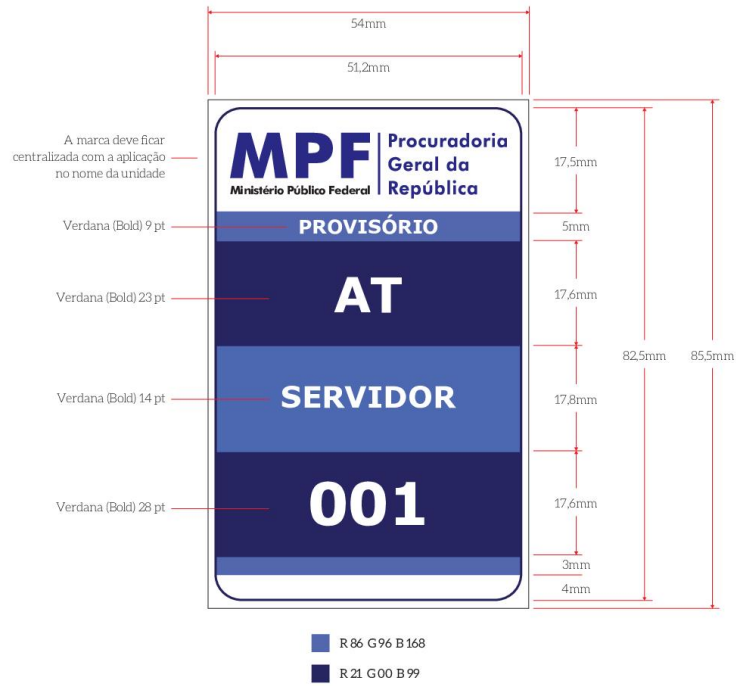 54mm
51,2mm
A marca deve ficar
centralizada com a aplicação
no nome da unidade
MPF
Ministério Público Federal
Procuradoria
Geral da
República
17,5mm
Verdana (Bold) 9 pt
PROVISÓRIO
5mm
Verdana (Bold) 23 pt
AT
17,6mm
82,5mm
85,5mm
Verdana (Bold) 14 pt
SERVIDOR
17,8mm
Verdana (Bold) 28 pt
001
17,6mm
3mm
4mm
R 86 G 96 B 168
R 21 G 00 B 99